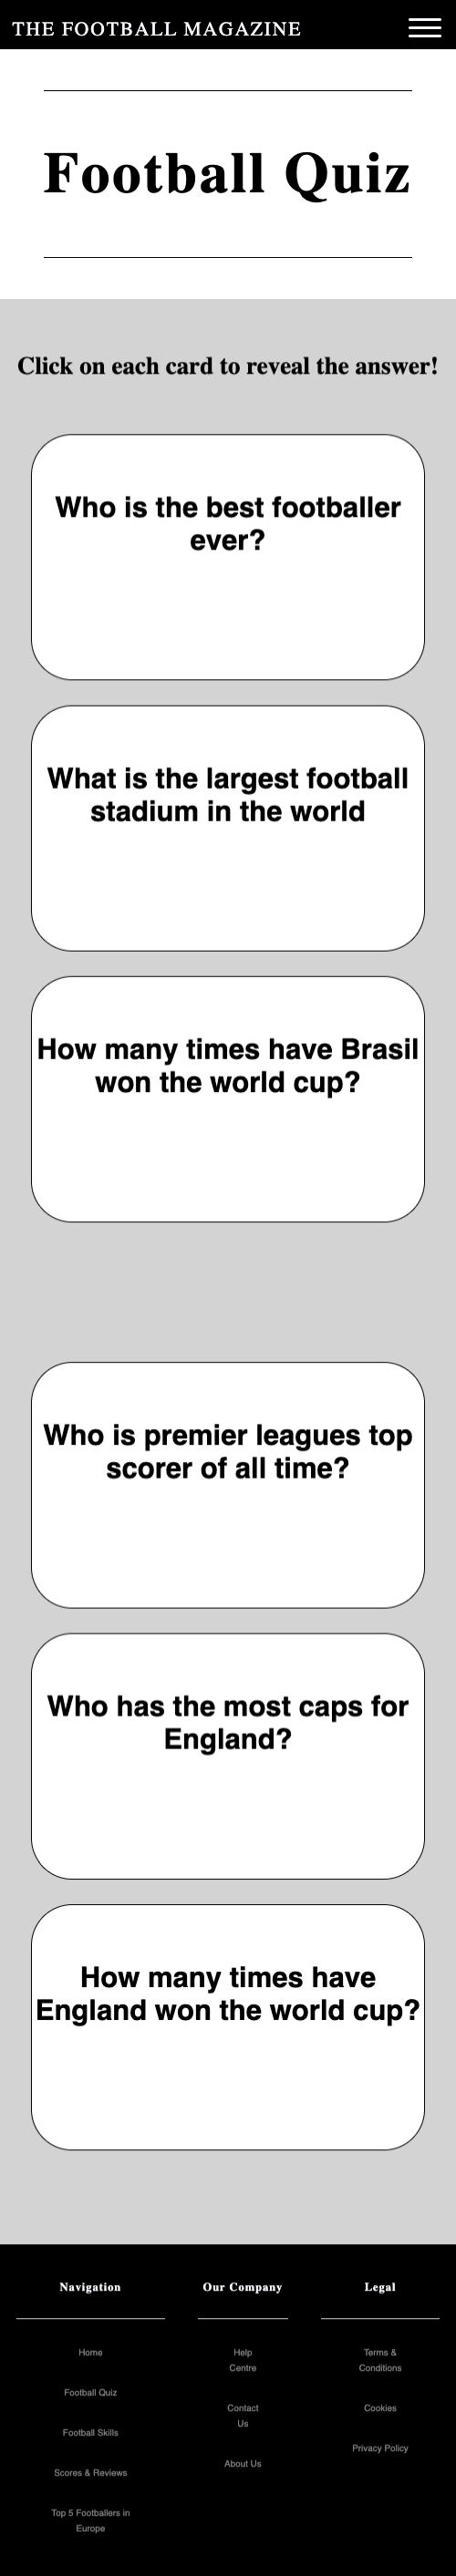 THE FOOTBALL MAGAZINE
Football Quiz
Click on each card to reveal the answer!
Who is the best footballer
ever?
What is the largest football
stadium in the world
How many times have Brasil
won the world cup?
Who is premier leagues top
scorer of all time?
Who has the most caps for
England?
How many times have
England won the world cup?
Navigation
Home
Football Quiz
Football Skills
Scores & Reviews
Top 5 Footballers in
Europe
Our Company
Help
Centre
Contact
Us
About Us
Legal
Terms &
Conditions
Cookies
Privacy Policy